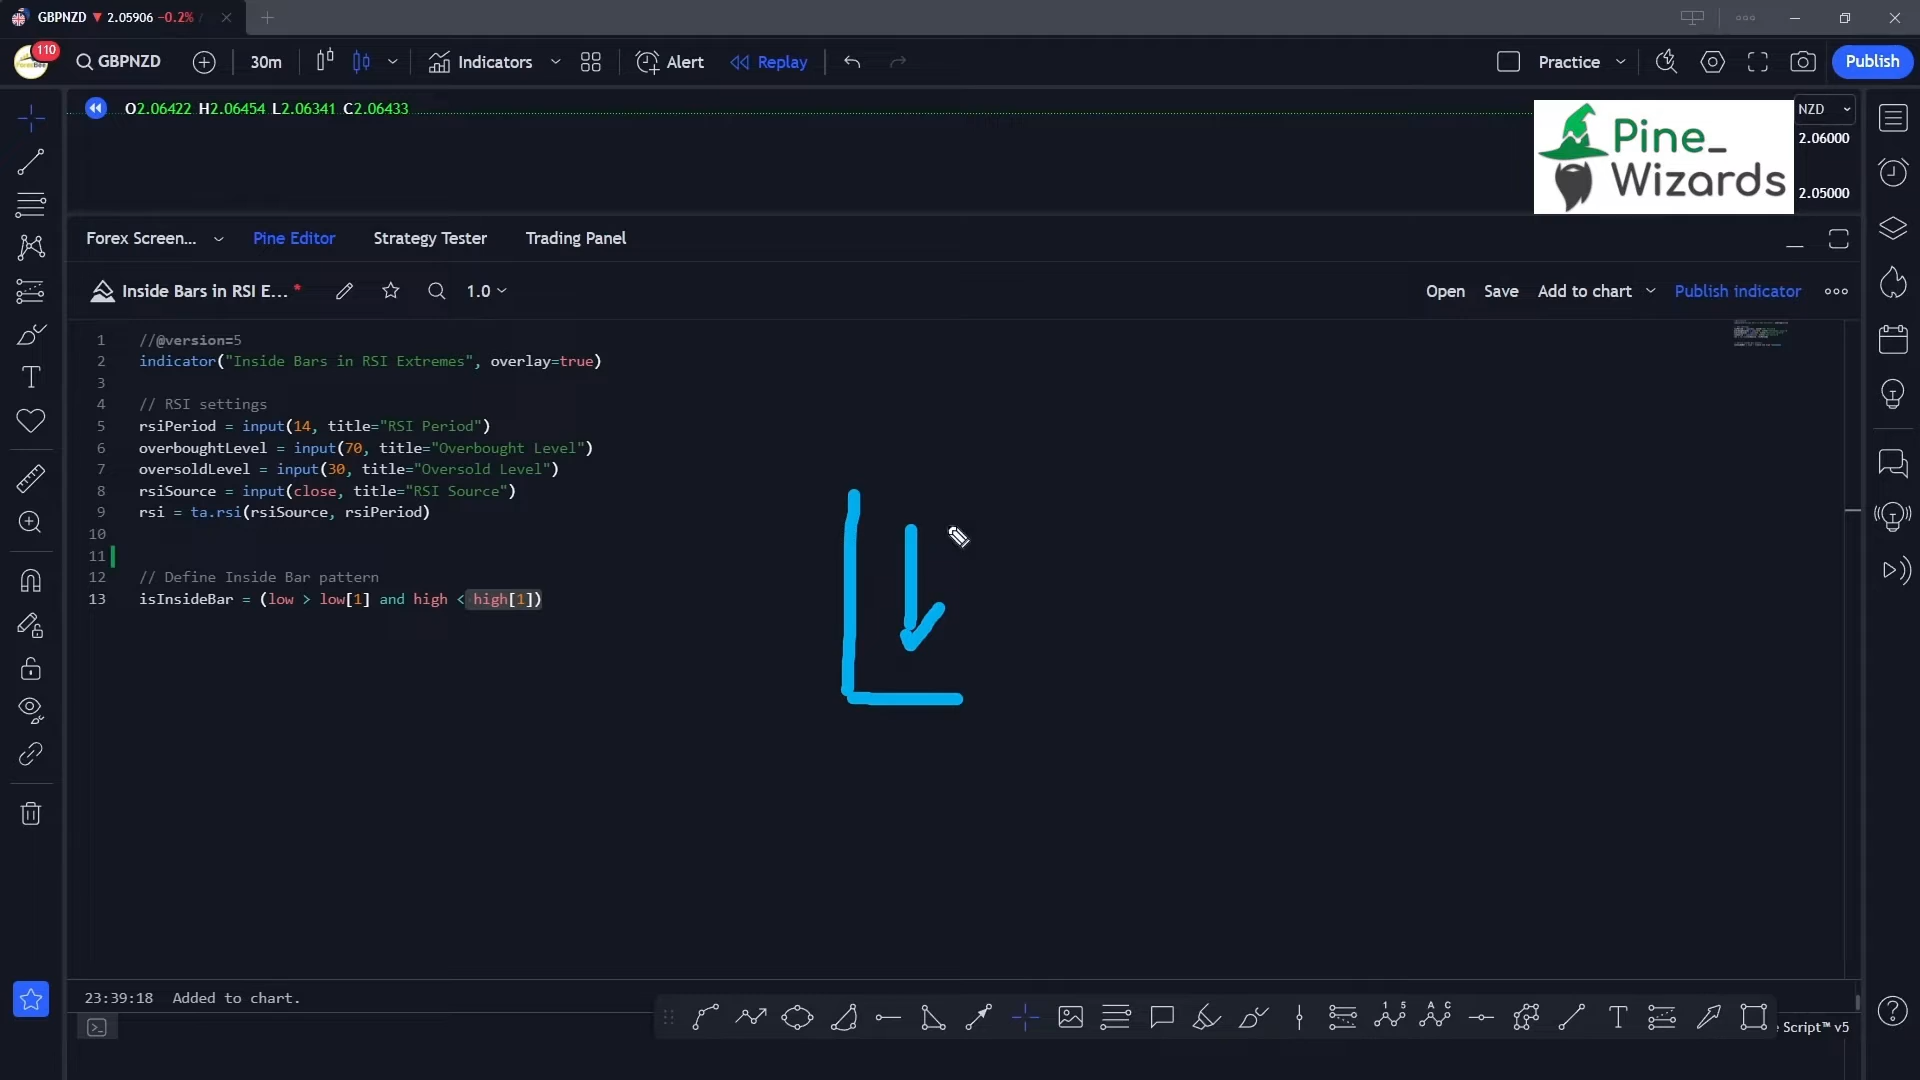 GBPNZD ▼ 2.05906 −0.2% /
110
GBPNZD 30m Indicators Alert Replay Practice Publish
O2.06422 H2.06454 L2.06341 C2.06433
NZD
2.06000
2.05000
Pine_
Wizards
Forex Screen... Pine Editor Strategy Tester Trading Panel
Inside Bars in RSI E... * 1.0 Open Save Add to chart Publish indicator
1 //@version=5
2 indicator("Inside Bars in RSI Extremes", overlay=true)
3
4 // RSI settings
5 rsiPeriod = input(14, title="RSI Period")
6 overboughtLevel = input(70, title="Overbought Level")
7 oversoldLevel = input(30, title="Oversold Level")
8 rsiSource = input(close, title="RSI Source")
9 rsi = ta.rsi(rsiSource, rsiPeriod)
10
11
12 // Define Inside Bar pattern
13 isInsideBar = (low > low[1] and high < high[1])
23:39:18 Added to chart.
1 5 A C
Script™ v5